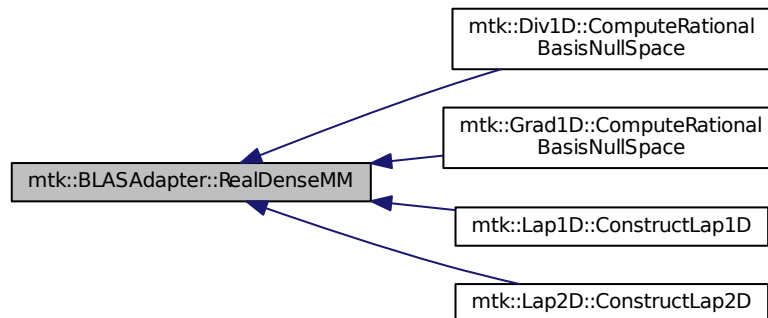 mtk::Div1D::ComputeRational
BasisNullSpace
mtk::Grad1D::ComputeRational
BasisNullSpace
mtk::BLASAdapter::RealDenseMM
mtk::Lap1D::ConstructLap1D
mtk::Lap2D::ConstructLap2D